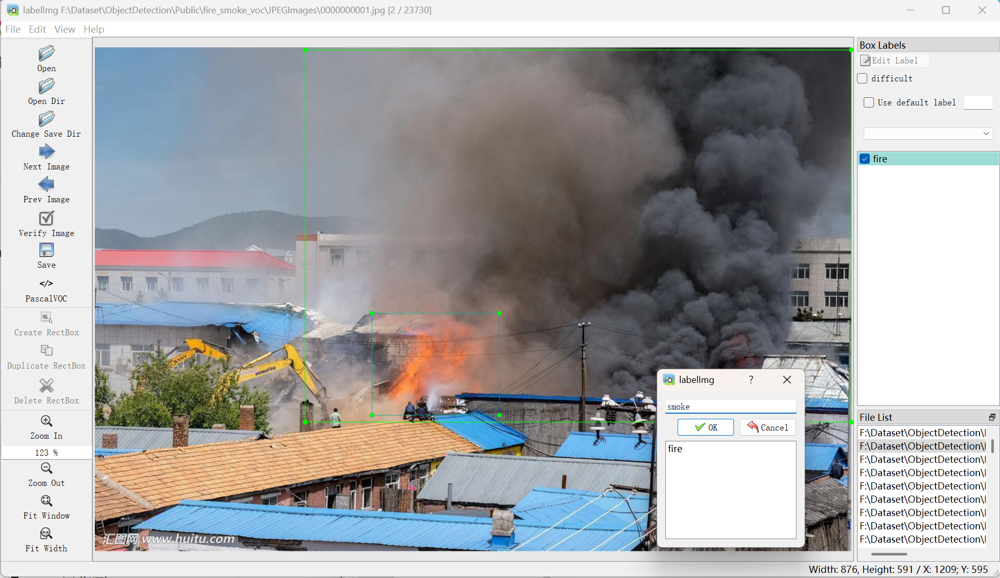 labelImg F:\Dataset\ObjectDetection\Public\fire_smoke_voc\JPEGImages\0000000001.jpg [2 / 23730]
File Edit View Help
Open
Open Dir
Change Save Dir
Next Image
Prev Image
Verify Image
Save
</>
PascalVOC
Create RectBox
Duplicate RectBox
Delete RectBox
Zoom In
123 %
Zoom Out
Fit Window
Fit Width
SANY
KOMATSU
汇图网 www.huitu.com
labelImg
?
smoke
OK
Cancel
fire
Box Labels
Edit Label
difficult
Use default label
fire
File List
F:\Dataset\ObjectDetection\
F:\Dataset\ObjectDetection\
F:\Dataset\ObjectDetection\
F:\Dataset\ObjectDetection\
F:\Dataset\ObjectDetection\
F:\Dataset\ObjectDetection\
F:\Dataset\ObjectDetection\
F:\Dataset\ObjectDetection\
F:\Dataset\ObjectDetection\
Width: 876, Height: 591 / X: 1209; Y: 595